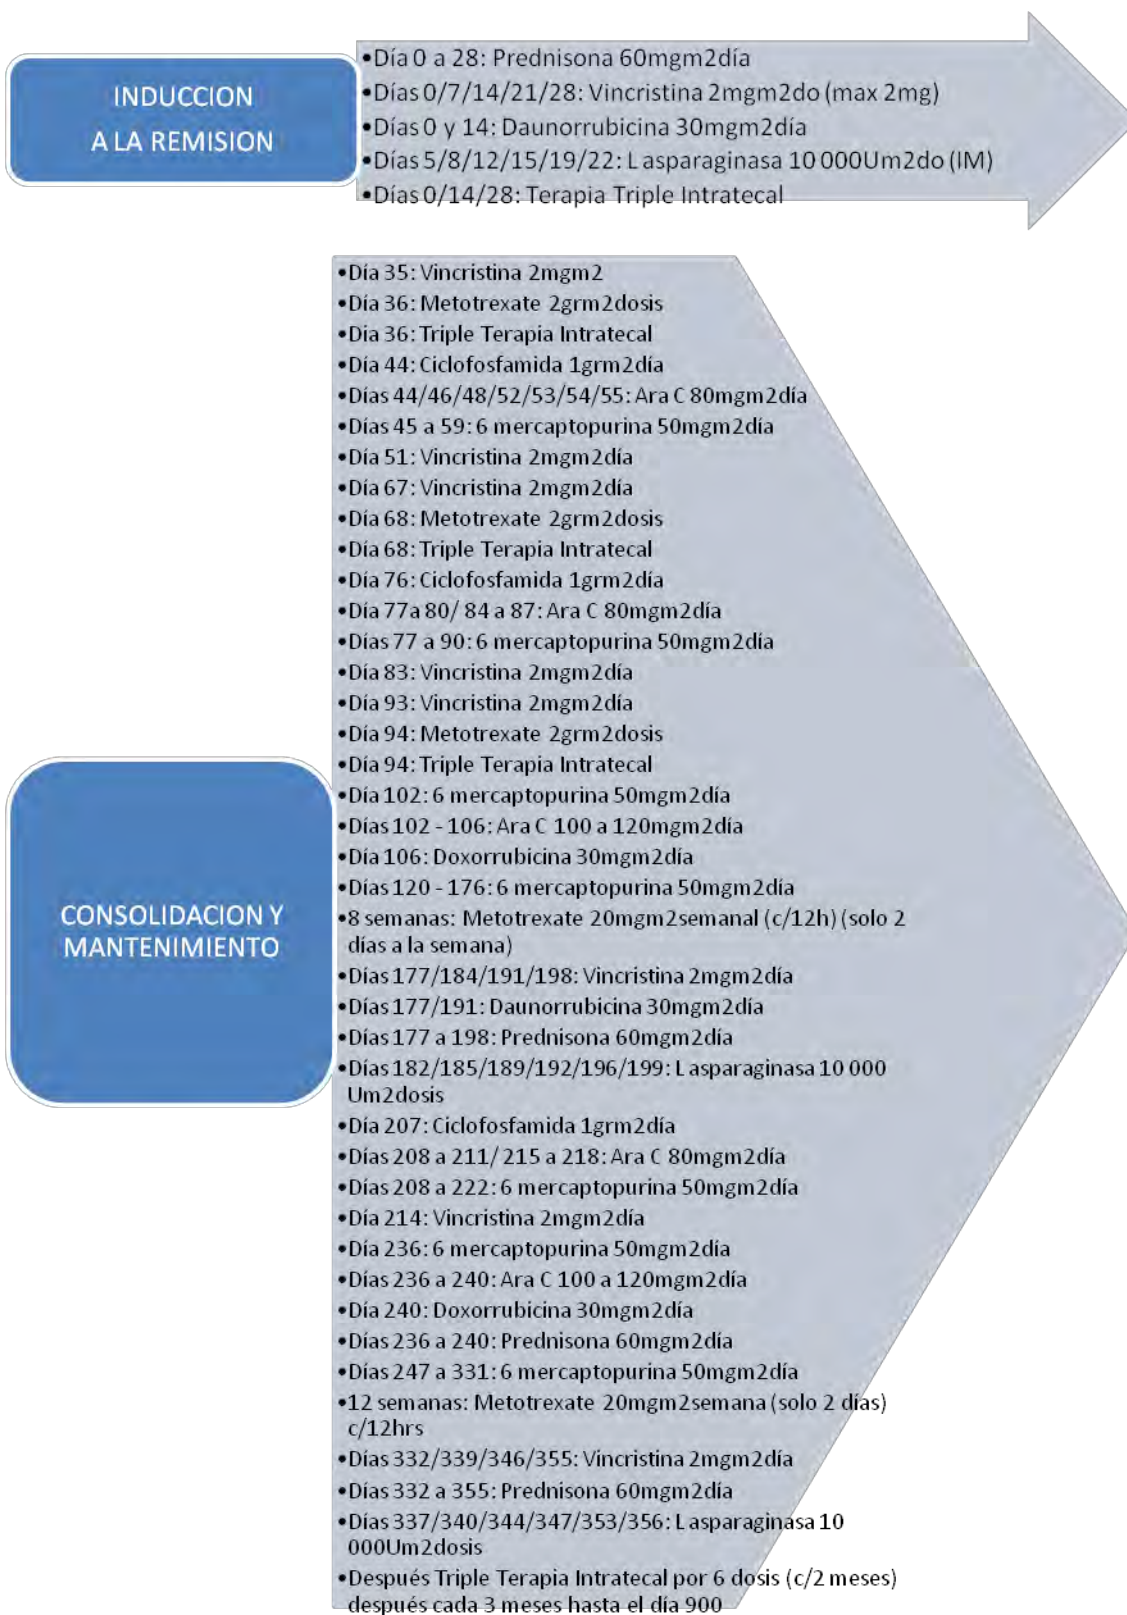 INDUCCION
A LA REMISION
•Día 0 a 28: Prednisona 60mgm2día
•Días 0/7/14/21/28: Vincristina 2mgm2do (max 2mg)
•Días 0 y 14: Daunorrubicina 30mgm2día
•Días 5/8/12/15/19/22: L asparaginasa 10 000Um2do (IM)
•Días 0/14/28: Terapia Triple Intratecal
CONSOLIDACION Y
MANTENIMIENTO
•Día 35: Vincristina 2mgm2
•Día 36: Metotrexate 2grm2dosis
•Dia 36: Triple Terapia Intratecal
•Día 44: Ciclofosfamida 1grm2día
•Días 44/46/48/52/53/54/55: Ara C 80mgm2día
•Días 45 a 59: 6 mercaptopurina 50mgm2día
•Día 51: Vincristina 2mgm2día
•Día 67: Vincristina 2mgm2día
•Día 68: Metotrexate 2grm2dosis
•Día 68: Triple Terapia Intratecal
•Día 76: Ciclofosfamida 1grm2día
•Día 77 a 80/ 84 a 87: Ara C 80mgm2día
•Días 77 a 90: 6 mercaptopurina 50mgm2día
•Día 83: Vincristina 2mgm2día
•Día 93: Vincristina 2mgm2día
•Día 94: Metotrexate 2grm2dosis
•Día 94: Triple Terapia Intratecal
•Día 102: 6 mercaptopurina 50mgm2día
•Días 102 - 106: Ara C 100 a 120mgm2día
•Día 106: Doxorrubicina 30mgm2día
•Días 120 - 176: 6 mercaptopurina 50mgm2día
•8 semanas: Metotrexate 20mgm2semanal (c/12h) (solo 2
días a la semana)
•Días 177/184/191/198: Vincristina 2mgm2día
•Días 177/191: Daunorrubicina 30mgm2día
•Días 177 a 198: Prednisona 60mgm2día
•Días 182/185/189/192/196/199: L asparaginasa 10 000
Um2dosis
•Día 207: Ciclofosfamida 1grm2día
•Días 208 a 211/ 215 a 218: Ara C 80mgm2día
•Días 208 a 222: 6 mercaptopurina 50mgm2día
•Día 214: Vincristina 2mgm2día
•Día 236: 6 mercaptopurina 50mgm2día
•Días 236 a 240: Ara C 100 a 120mgm2día
•Día 240: Doxorrubicina 30mgm2día
•Días 236 a 240: Prednisona 60mgm2día
•Días 247 a 331: 6 mercaptopurina 50mgm2día
•12 semanas: Metotrexate 20mgm2semana (solo 2 días)
c/12hrs
•Días 332/339/346/355: Vincristina 2mgm2día
•Días 332 a 355: Prednisona 60mgm2día
•Días 337/340/344/347/353/356: L asparaginasa 10
000Um2dosis
•Después Triple Terapia Intratecal por 6 dosis (c/2 meses)
después cada 3 meses hasta el día 900